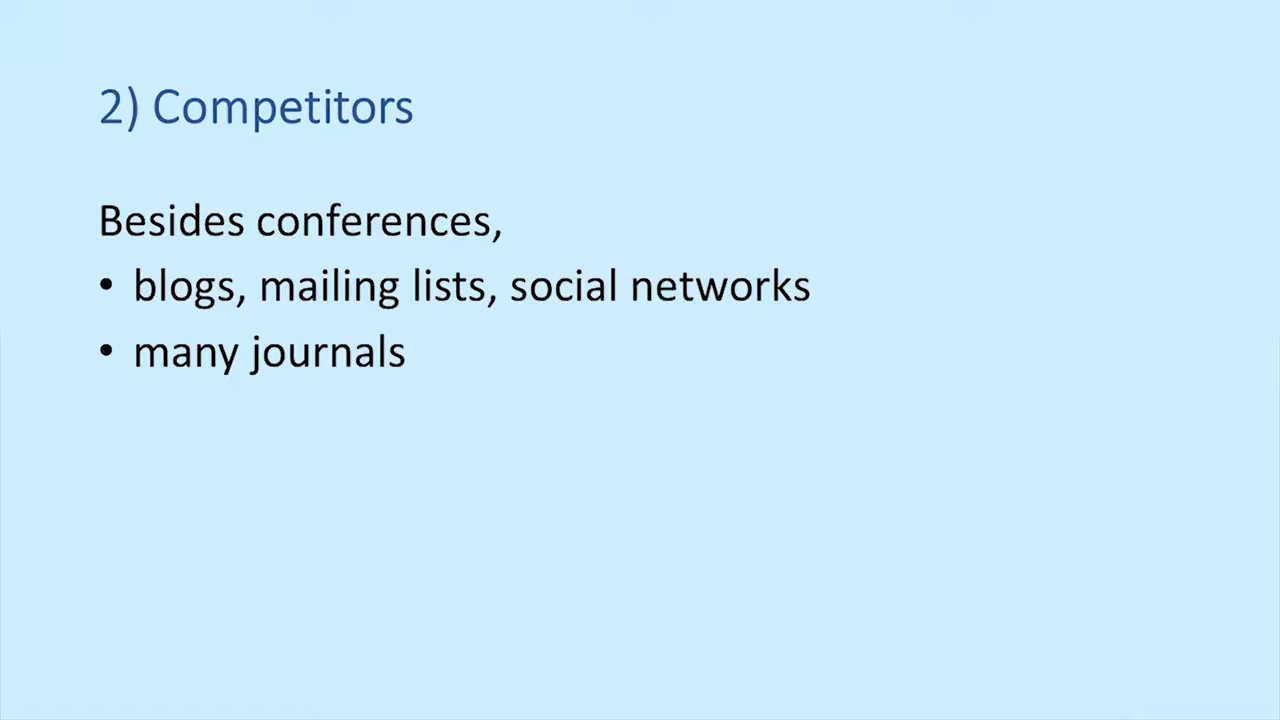 2) Competitors
Besides conferences,
• blogs, mailing lists, social networks
• many journals